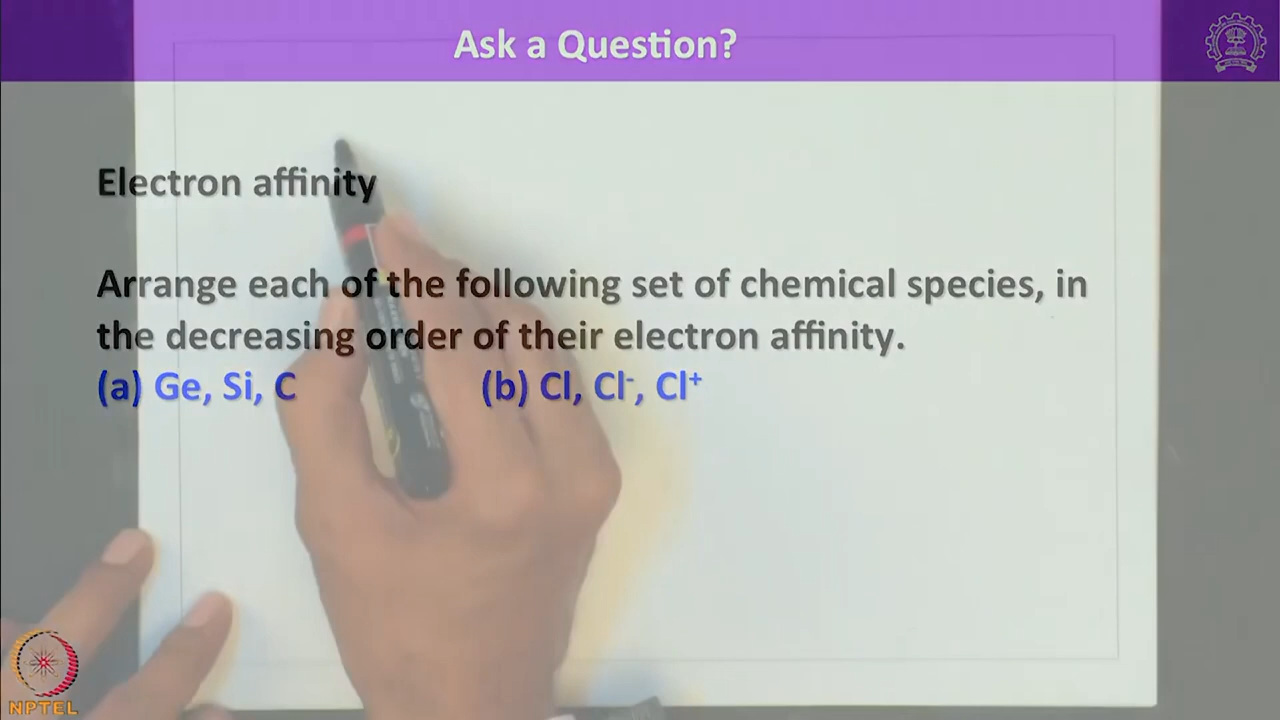 Ask a Question?
Electron affinity
Arrange each of the following set of chemical species, in
the decreasing order of their electron affinity.
(a) Ge, Si, C (b) Cl, Cl⁻, Cl⁺
NPTEL